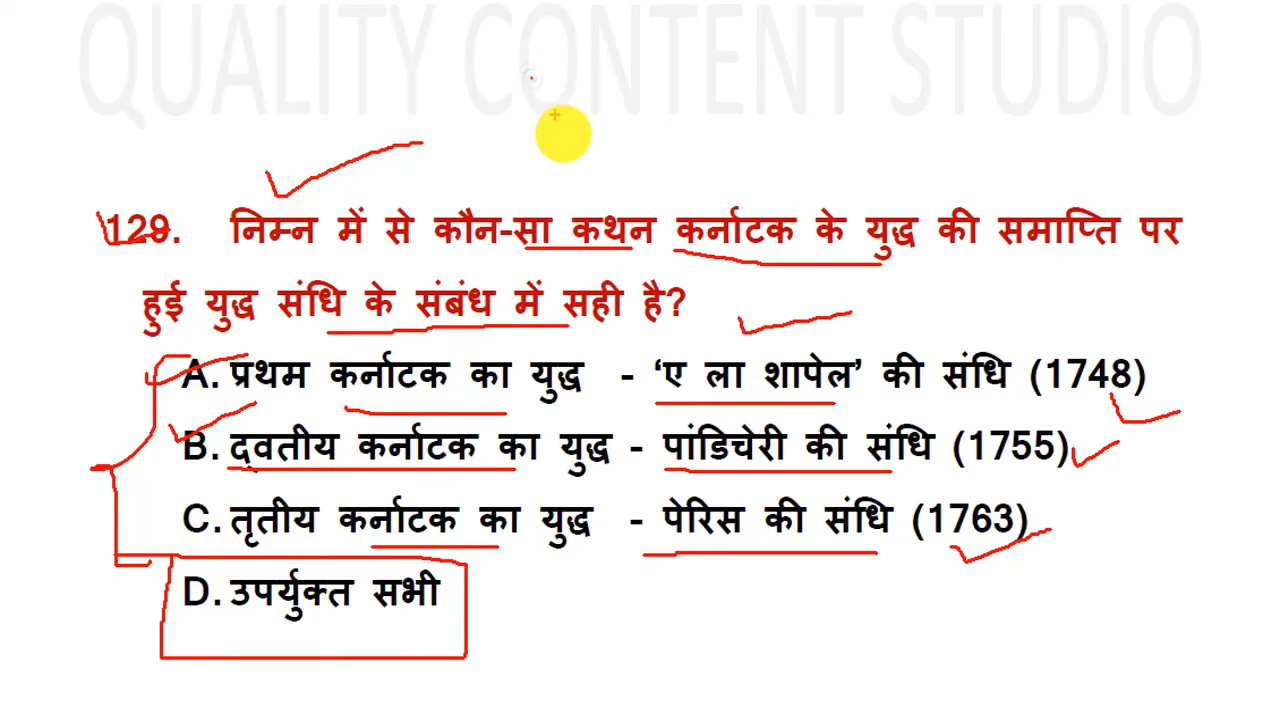 QUALITY CONTENT STUDIO
129. निम्न में से कौन-सा कथन कर्नाटक के युद्ध की समाप्ति पर
हुई युद्ध संधि के संबंध में सही है?
A. प्रथम कर्नाटक का युद्ध - ‘ए ला शापेल’ की संधि (1748)
B. द्वतीय कर्नाटक का युद्ध - पांडिचेरी की संधि (1755)
C. तृतीय कर्नाटक का युद्ध - पेरिस की संधि (1763)
D. उपर्युक्त सभी